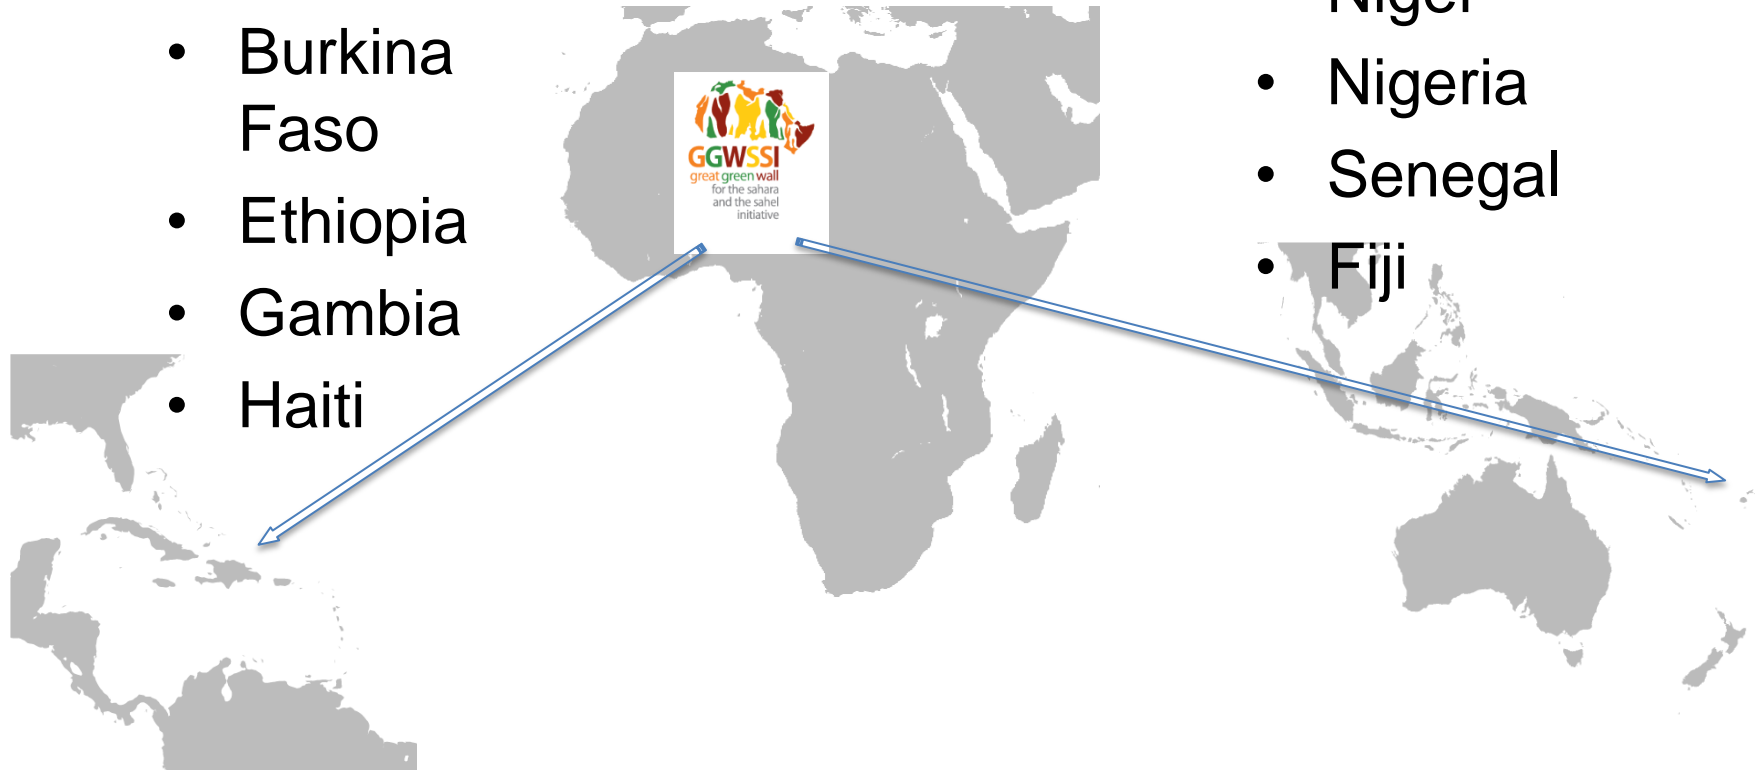 • Burkina
Faso
• Ethiopia
• Gambia
• Haiti
GGWSSI
great green wall
for the sahara
and the sahel
initiative
Niger
• Nigeria
• Senegal
• Fiji